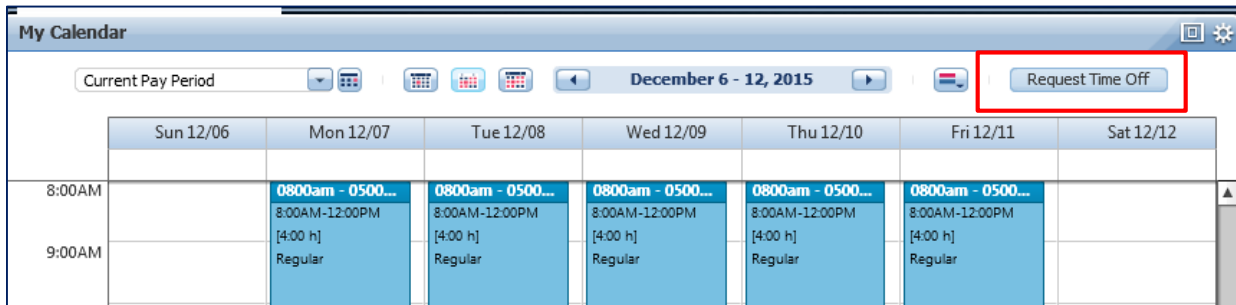 My Calendar
Current Pay Period December 6 - 12, 2015 Request Time Off
Sun 12/06 Mon 12/07 Tue 12/08 Wed 12/09 Thu 12/10 Fri 12/11 Sat 12/12
8:00AM 0800am - 0500... 0800am - 0500... 0800am - 0500... 0800am - 0500... 0800am - 0500...
8:00AM-12:00PM 8:00AM-12:00PM 8:00AM-12:00PM 8:00AM-12:00PM 8:00AM-12:00PM
[4:00 h] [4:00 h] [4:00 h] [4:00 h] [4:00 h]
9:00AM Regular Regular Regular Regular Regular